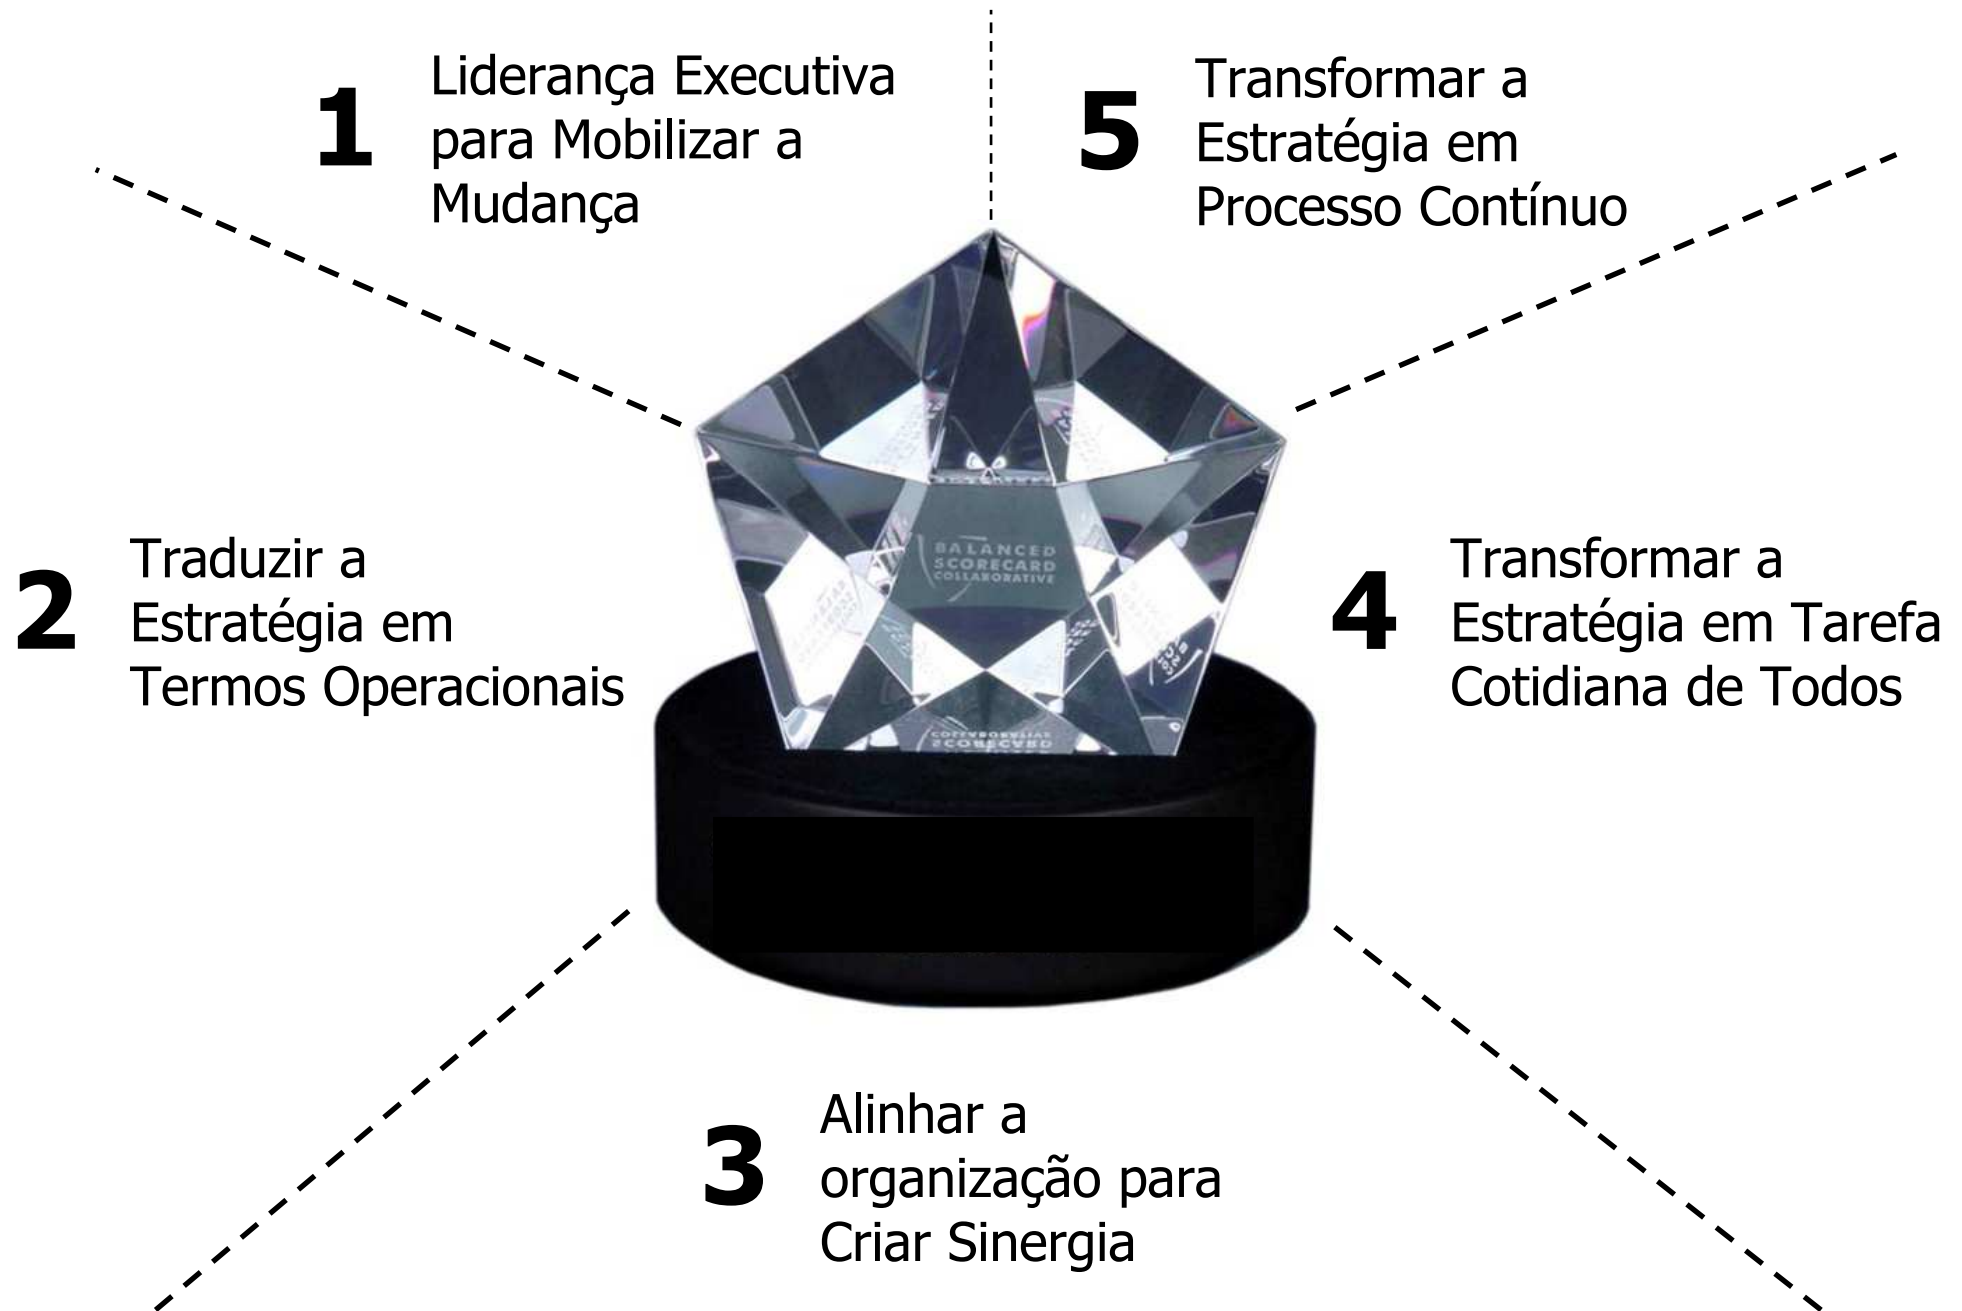 1
Liderança Executiva
para Mobilizar a
Mudança
5
Transformar a
Estratégia em
Processo Contínuo
2
Traduzir a
Estratégia em
Termos Operacionais
BALANCED
SCORECARD
COLLABORATIVE
4
Transformar a
Estratégia em Tarefa
Cotidiana de Todos
3
Alinhar a
organização para
Criar Sinergia